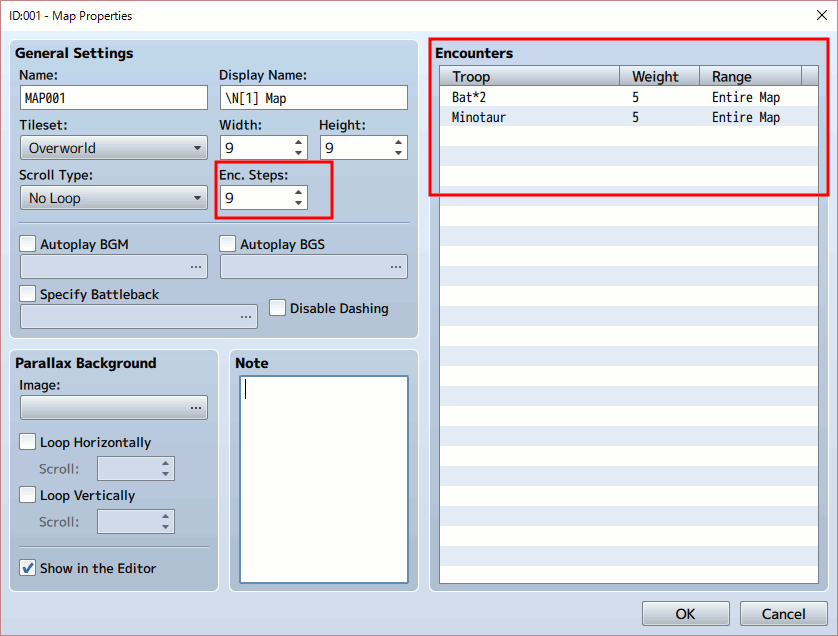 ID:001 - Map Properties
General Settings
Name:
Display Name:
MAP001
\N[1] Map
Tileset:
Width:
Height:
Overworld
9
9
Scroll Type:
Enc. Steps:
No Loop
9
Autoplay BGM
Autoplay BGS
...
...
Specify Battleback
...
Disable Dashing
Parallax Background
Image:
...
Loop Horizontally
Scroll:
Loop Vertically
Scroll:
Show in the Editor
Note
Encounters
Troop Weight Range
Bat*2 5 Entire Map
Minotaur 5 Entire Map
OK
Cancel